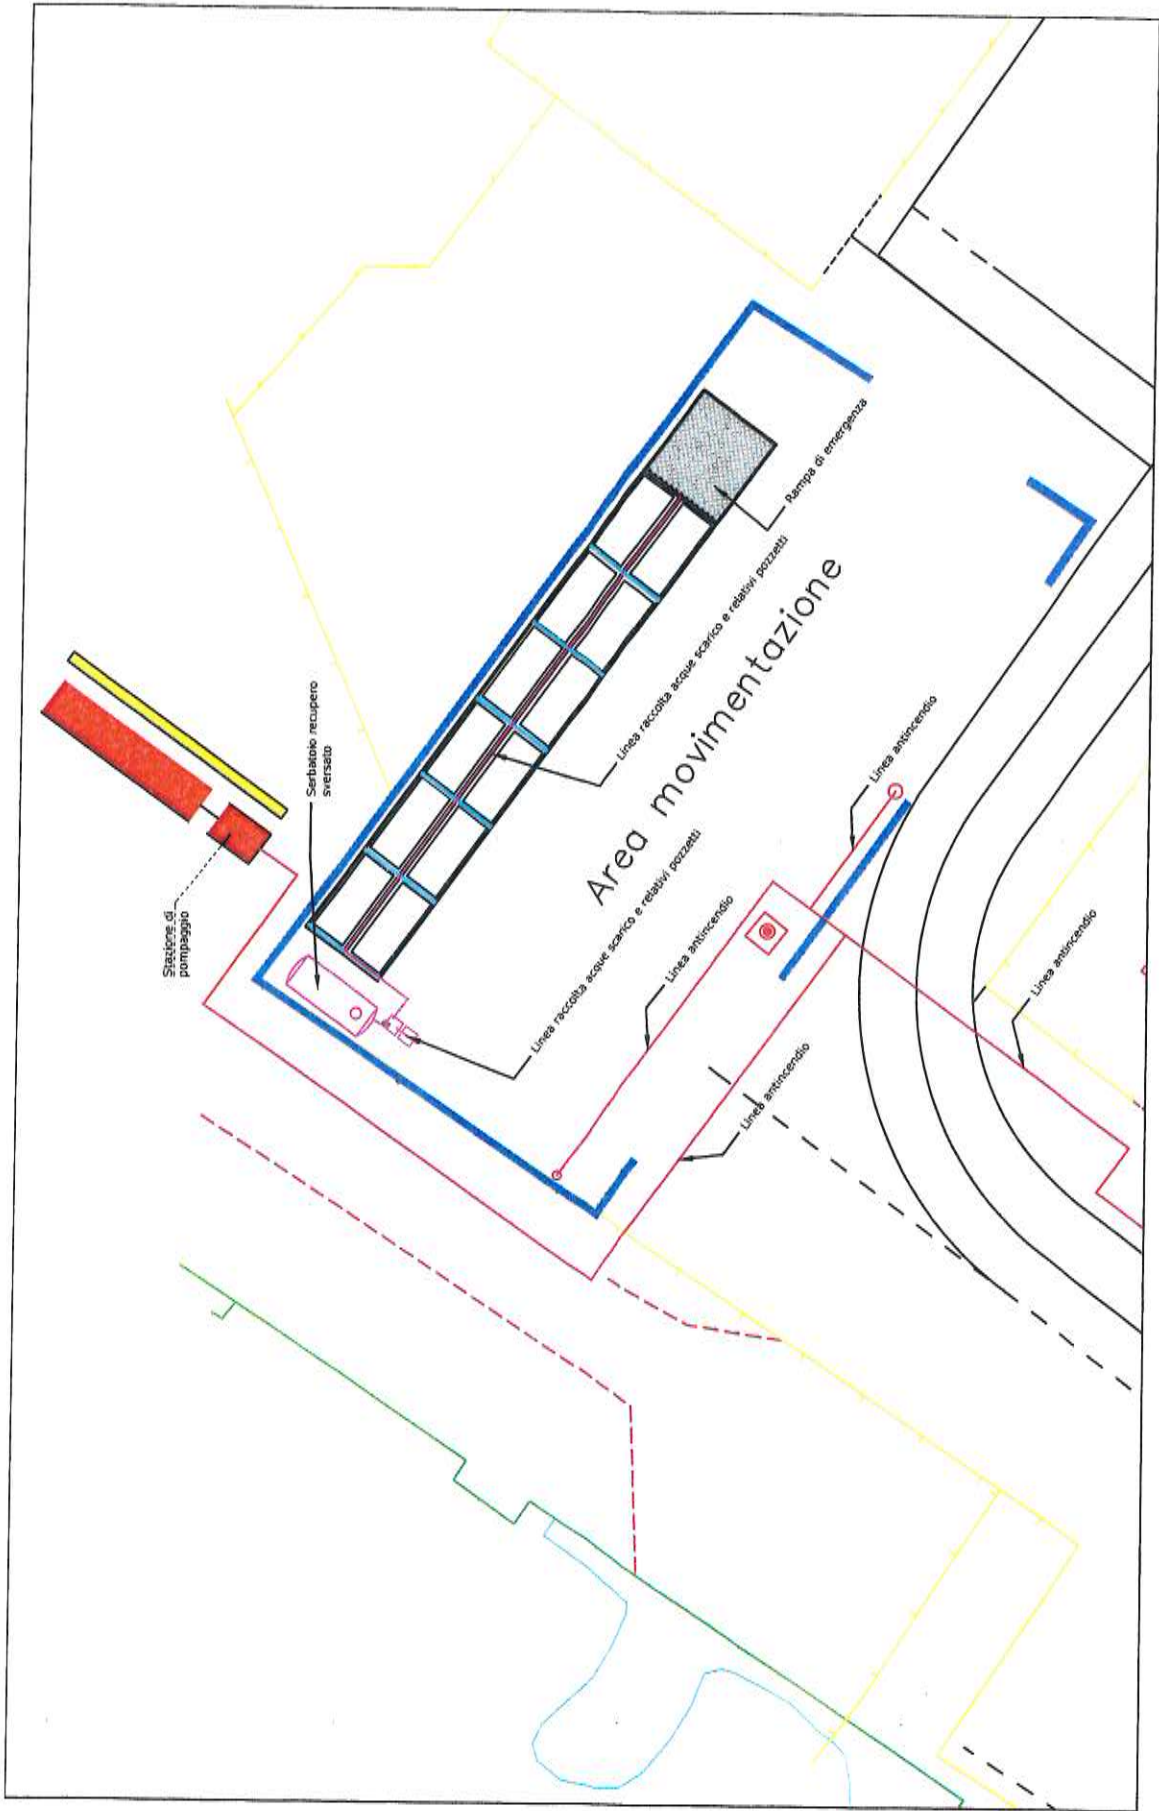 Rampa di emergenza
Linea raccolta acque scarico e relativi pozzetti
Area movimentazione
Serbatoio recupero
sversato
Stazione di
pompaggio
Linea antincendio
Linea raccolta acque scarico e relativi pozzetti
Linea antincendio
Linea antincendio
Linea antincendio